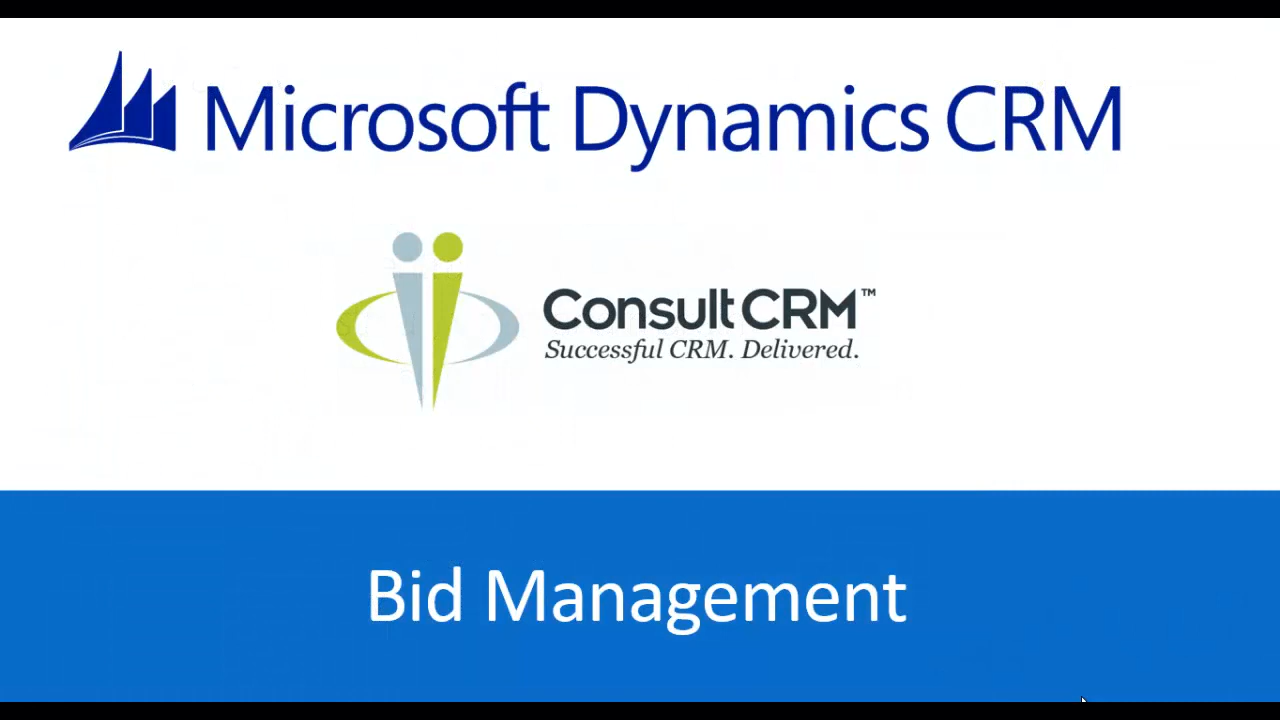 Microsoft Dynamics CRM
ConsultCRM™
Successful CRM. Delivered.
Bid Management